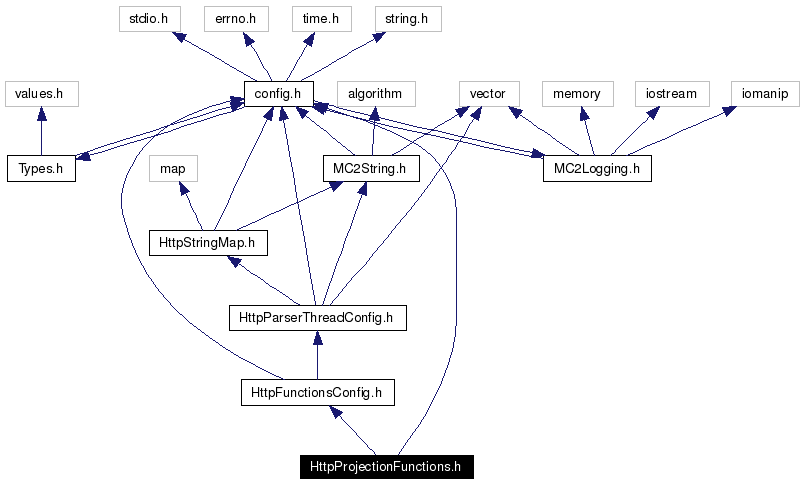 stdio.h
errno.h
time.h
string.h
values.h
config.h
algorithm
vector
memory
iostream
iomanip
Types.h
map
MC2String.h
MC2Logging.h
HttpStringMap.h
HttpParserThreadConfig.h
HttpFunctionsConfig.h
HttpProjectionFunctions.h